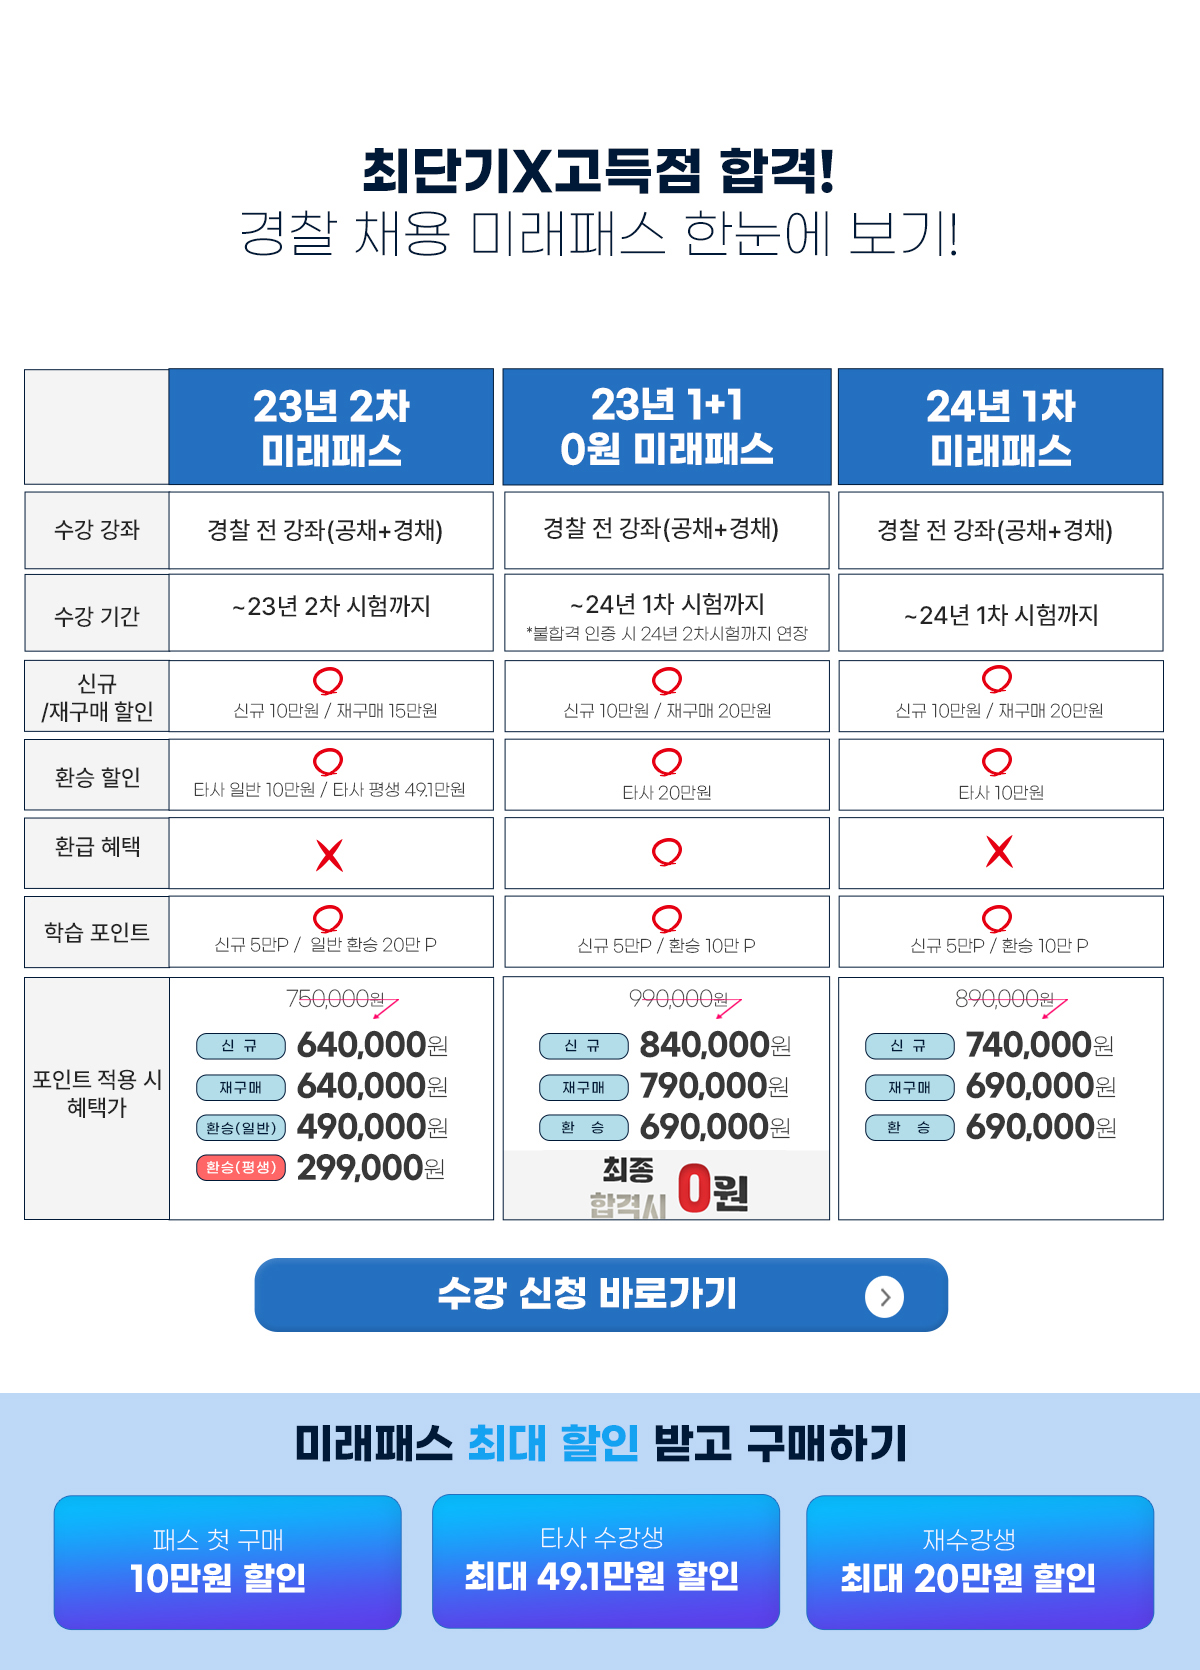 최단기X고득점 합격!
경찰 채용 미래패스 한눈에 보기!
23년 2차
미래패스
23년 1+1
0원 미래패스
24년 1차
미래패스
수강 강좌
경찰 전 강좌(공채+경채)
경찰 전 강좌(공채+경채)
경찰 전 강좌(공채+경채)
수강 기간
~23년 2차 시험까지
~24년 1차 시험까지
*불합격 인증 시 24년 2차시험까지 연장
~24년 1차 시험까지
신규
/재구매 할인
신규 10만원 / 재구매 15만원
신규 10만원 / 재구매 20만원
신규 10만원 / 재구매 20만원
환승 할인
타사 일반 10만원 / 타사 평생 49.1만원
타사 20만원
타사 10만원
환급 혜택
학습 포인트
신규 5만P / 일반 환승 20만 P
신규 5만P / 환승 10만 P
신규 5만P / 환승 10만 P
포인트 적용 시
혜택가
750,000원
신 규 640,000원
재구매 640,000원
환승(일반) 490,000원
환승(평생) 299,000원
990,000원
신 규 840,000원
재구매 790,000원
환 승 690,000원
최종
합격시 0원
890,000원
신 규 740,000원
재구매 690,000원
환 승 690,000원
수강 신청 바로가기
미래패스 최대 할인 받고 구매하기
패스 첫 구매
10만원 할인
타사 수강생
최대 49.1만원 할인
재수강생
최대 20만원 할인